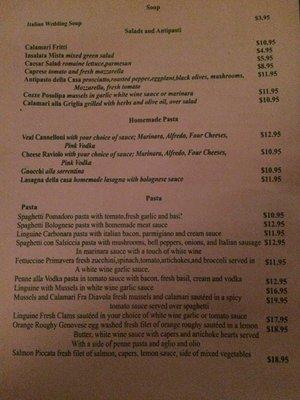 Soup
Italian Wedding Soup $3.95
Salads and Antipasti
Calamari Fritti $10.95
Insalata Mista mixed green salad $4.95
Caesar Salad romaine lettuce,parmesan $5.95
Caprese tomato and fresh mozzarella $8.95
Antipasto della Casa prosciutto,roasted pepper,eggplant,black olives, mushrooms, $11.95
Mozzarella, fresh tomato
Cozze Posulipa mussels in garlic white wine sauce or marinara $11.95
Calamari alla Griglia grilled with herbs and olive oil, over salad $10.95
Homemade Pasta
Veal Cannelloni with your choice of sauce; Marinara, Alfredo, Four Cheeses, $12.95
Pink Vodka
Cheese Raviolo with your choice of sauce; Marinara, Alfredo, Four Cheeses, $10.95
Pink Vodka
Gnocchi alla sorrentina $10.95
Lasagna della casa homemade lasagna with bolognese sauce $11.95
Pasta
Pasta
Spaghetti Pomadoro pasta with tomato,fresh garlic and basil $10.95
Spaghetti Bolognese pasta with homemade meat sauce $12.95
Linguine Carbonara pasta with italian bacon, parmigiano and cream sauce $11.95
Spaghetti con Salsiccia pasta with mushrooms, bell peppers, onions, and Italian sausage $12.95
In marinara sauce with a touch of white wine
Fettuccine Primavera fresh zucchini,spinach,tomato,artichokes,and broccoli served in $11.95
A white wine garlic sauce.
Penne alla Vodka pasta in tomato sauce with bacon, fresh basil, cream and vodka $12.95
Linguine with Mussels in white wine garlic sauce $16.95
Mussels and Calamari Fra Diavola fresh mussels and calamari sautéed in a spicy $19.95
tomato sauce served over spaghetti
Linguine Fresh Clams sautéed in your choice of white wine garlic or tomato sauce $17.95
Orange Roughy Genovese egg washed fresh filet of orange roughy sautéed in a lemon $18.95
Butter, white wine sauce with capers and artichoke hearts served
With a side of penne pasta and aglio and olio
Salmon Piccata fresh filet of salmon, capers, lemon sauce, side of mixed vegetables $18.95